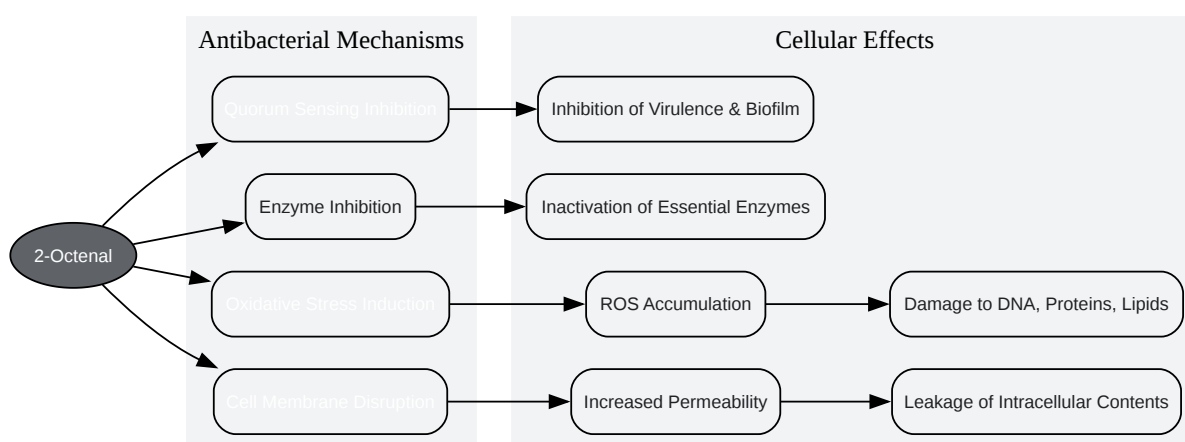 Antibacterial Mechanisms
Cellular Effects
Quorum Sensing Inhibition
Inhibition of Virulence & Biofilm
Enzyme Inhibition
Inactivation of Essential Enzymes
2-Octenal
Oxidative Stress Induction
ROS Accumulation
Damage to DNA, Proteins, Lipids
Cell Membrane Disruption
Increased Permeability
Leakage of Intracellular Contents